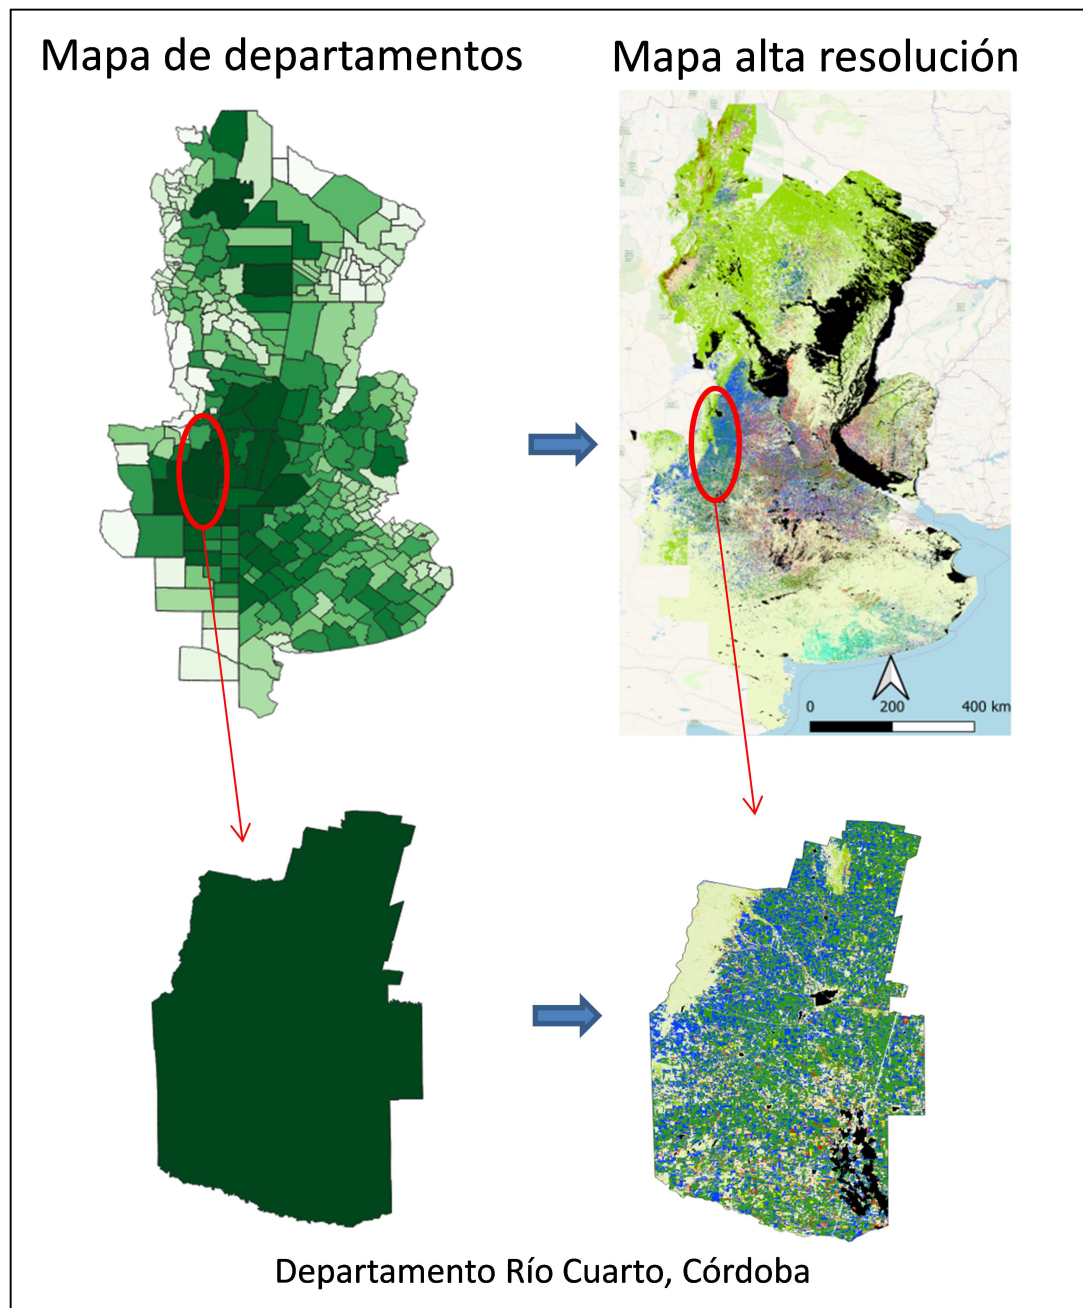 Mapa de departamentos
Mapa alta resolución
0 200 400 km
Departamento Río Cuarto, Córdoba